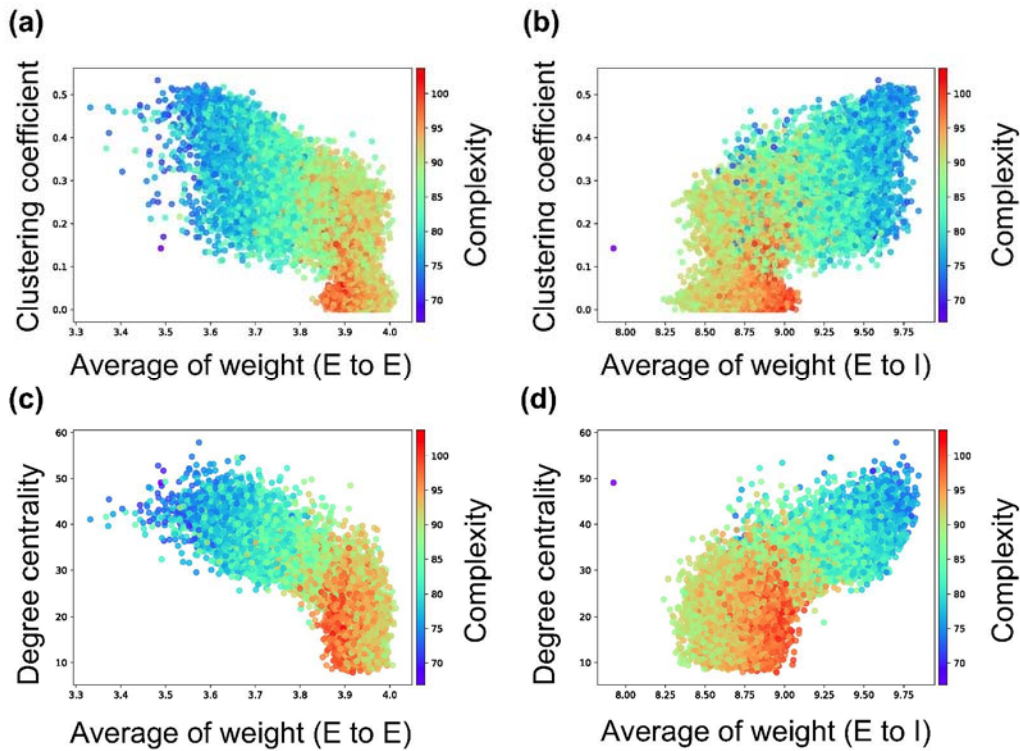 (a)
Clustering coefficient
0.5
0.4
0.3
0.2
0.1
0.0
3.3 3.4 3.5 3.6 3.7 3.8 3.9 4.0
Average of weight (E to E)
100
95
90
85
80
75
70
Complexity
(b)
Clustering coefficient
0.5
0.4
0.3
0.2
0.1
0.0
8.00 8.25 8.50 8.75 9.00 9.25 9.50 9.75
Average of weight (E to I)
100
95
90
85
80
75
70
Complexity
(c)
Degree centrality
60
50
40
30
20
10
3.3 3.4 3.5 3.6 3.7 3.8 3.9 4.0
Average of weight (E to E)
100
95
90
85
80
75
70
Complexity
(d)
Degree centrality
60
50
40
30
20
10
8.00 8.25 8.50 8.75 9.00 9.25 9.50 9.75
Average of weight (E to I)
100
95
90
85
80
75
70
Complexity